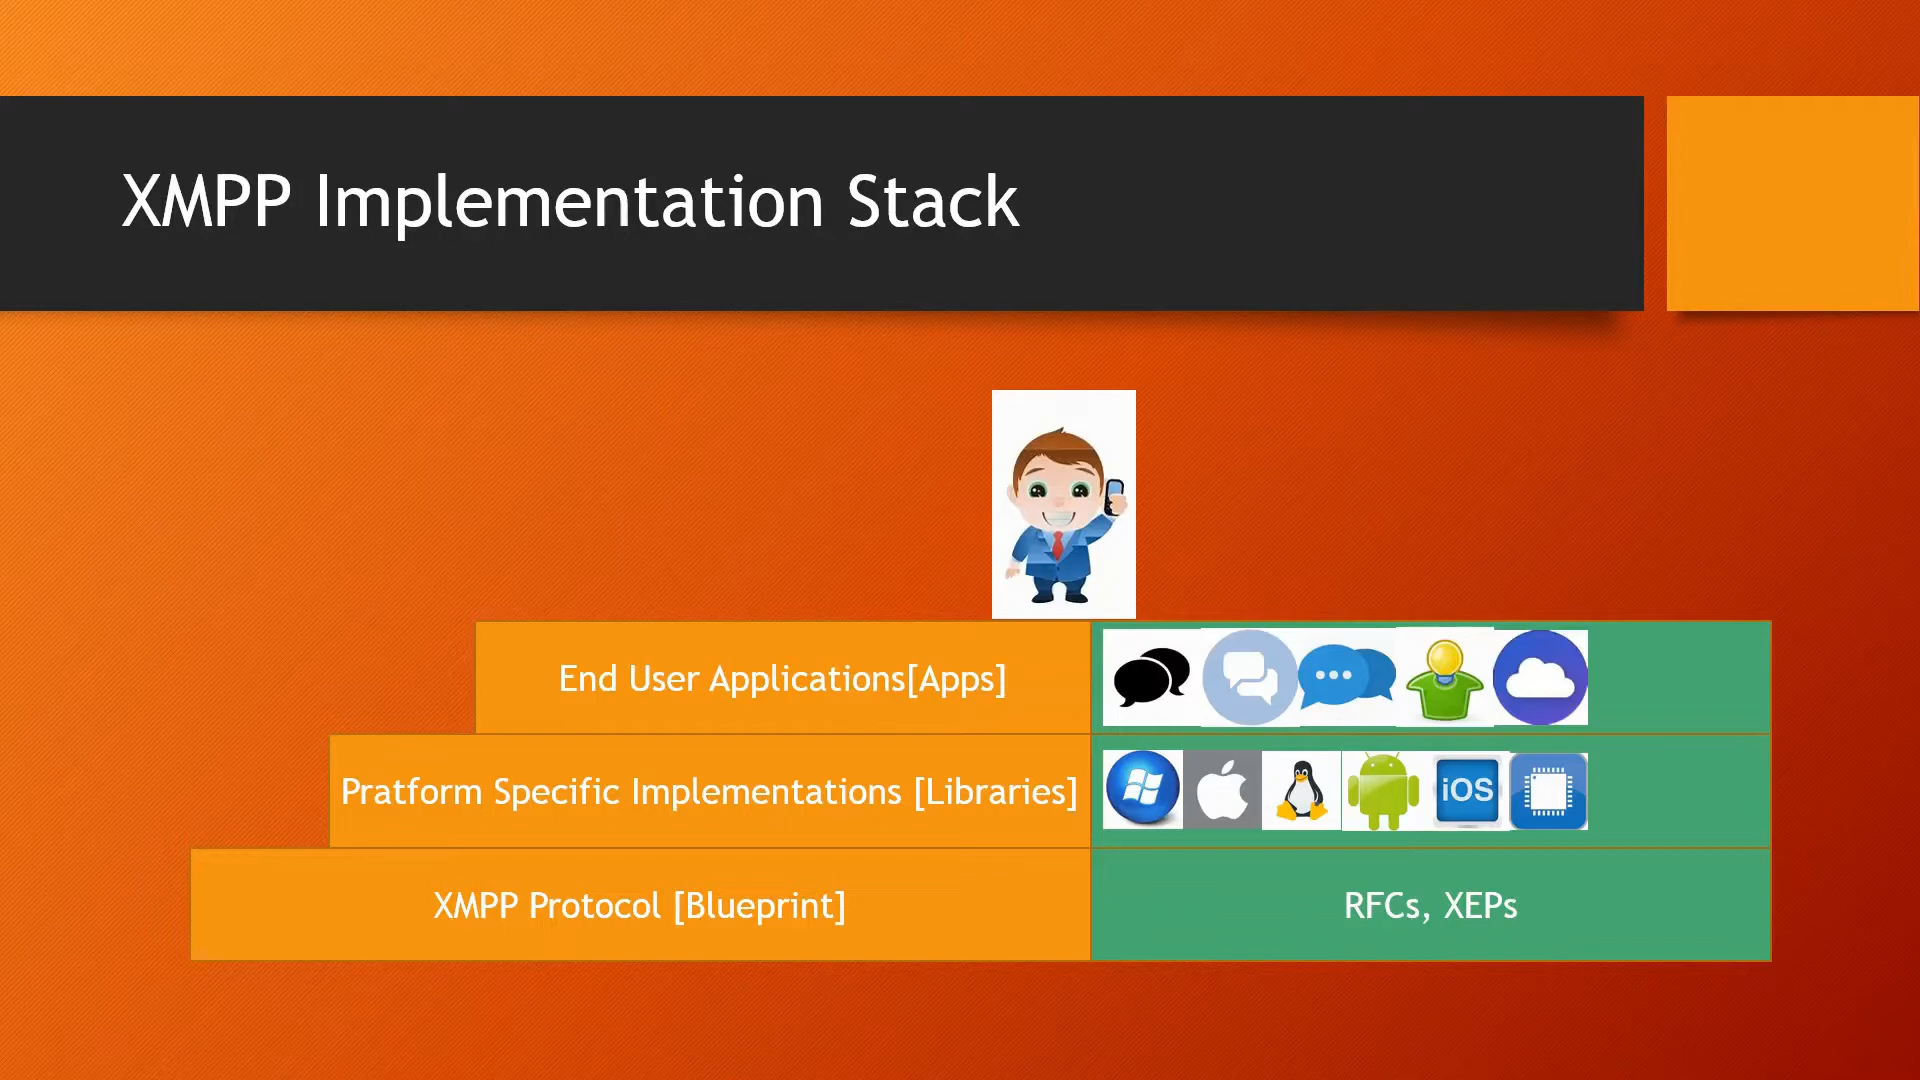 XMPP Implementation Stack
End User Applications[Apps]
Pratform Specific Implementations [Libraries]
iOS
XMPP Protocol [Blueprint]
RFCs, XEPs